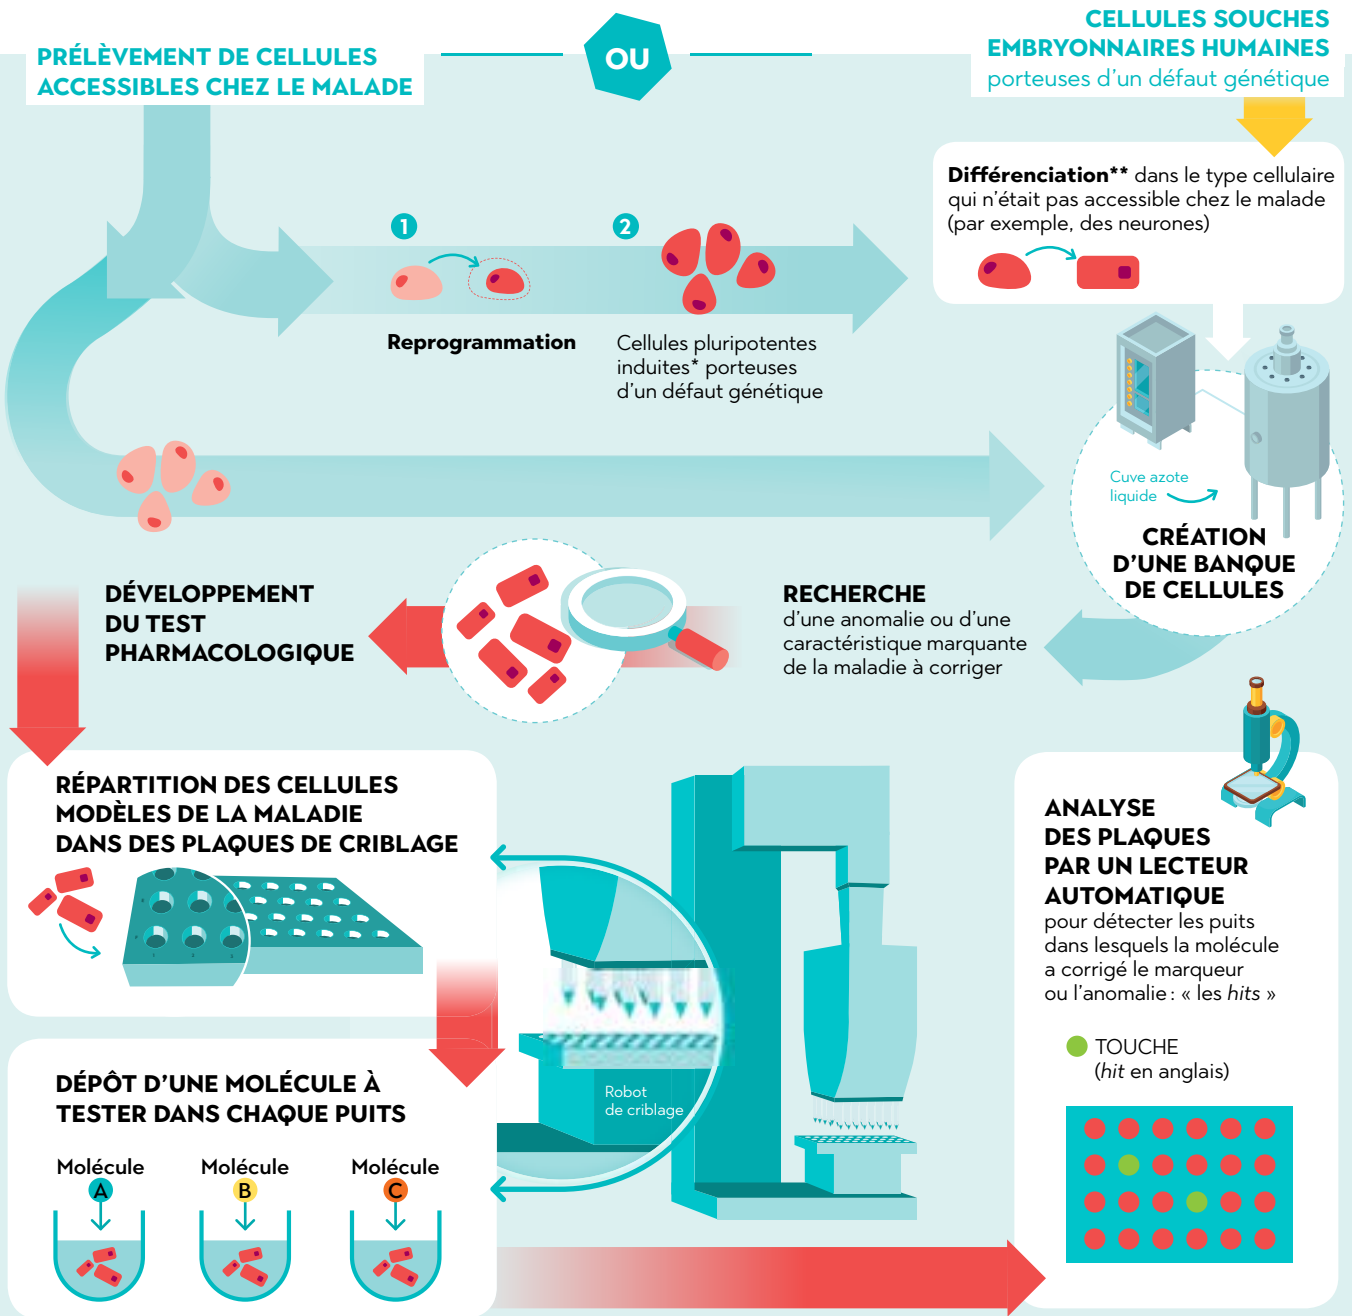 PRÉLÈVEMENT DE CELLULES
ACCESSIBLES CHEZ LE MALADE
OU
CELLULES SOUCHES
EMBRYONNAIRES HUMAINES
porteuses d'un défaut génétique
Différenciation** dans le type cellulaire
qui n'était pas accessible chez le malade
(par exemple, des neurones)
1
Reprogrammation
2
Cellules pluripotentes
induites* porteuses
d'un défaut génétique
Cuve azote
liquide
CRÉATION
D'UNE BANQUE
DE CELLULES
RECHERCHE
d'une anomalie ou d'une
caractéristique marquante
de la maladie à corriger
DÉVELOPPEMENT
DU TEST
PHARMACOLOGIQUE
RÉPARTITION DES CELLULES
MODÈLES DE LA MALADIE
DANS DES PLAQUES DE CRIBLAGE
DÉPÔT D'UNE MOLÉCULE À
TESTER DANS CHAQUE PUITS
Molécule
A
Molécule
B
Molécule
C
Robot
de criblage
ANALYSE
DES PLAQUES
PAR UN LECTEUR
AUTOMATIQUE
pour détecter les puits
dans lesquels la molécule
a corrigé le marqueur
ou l'anomalie : « les hits »
TOUCHE
(hit en anglais)